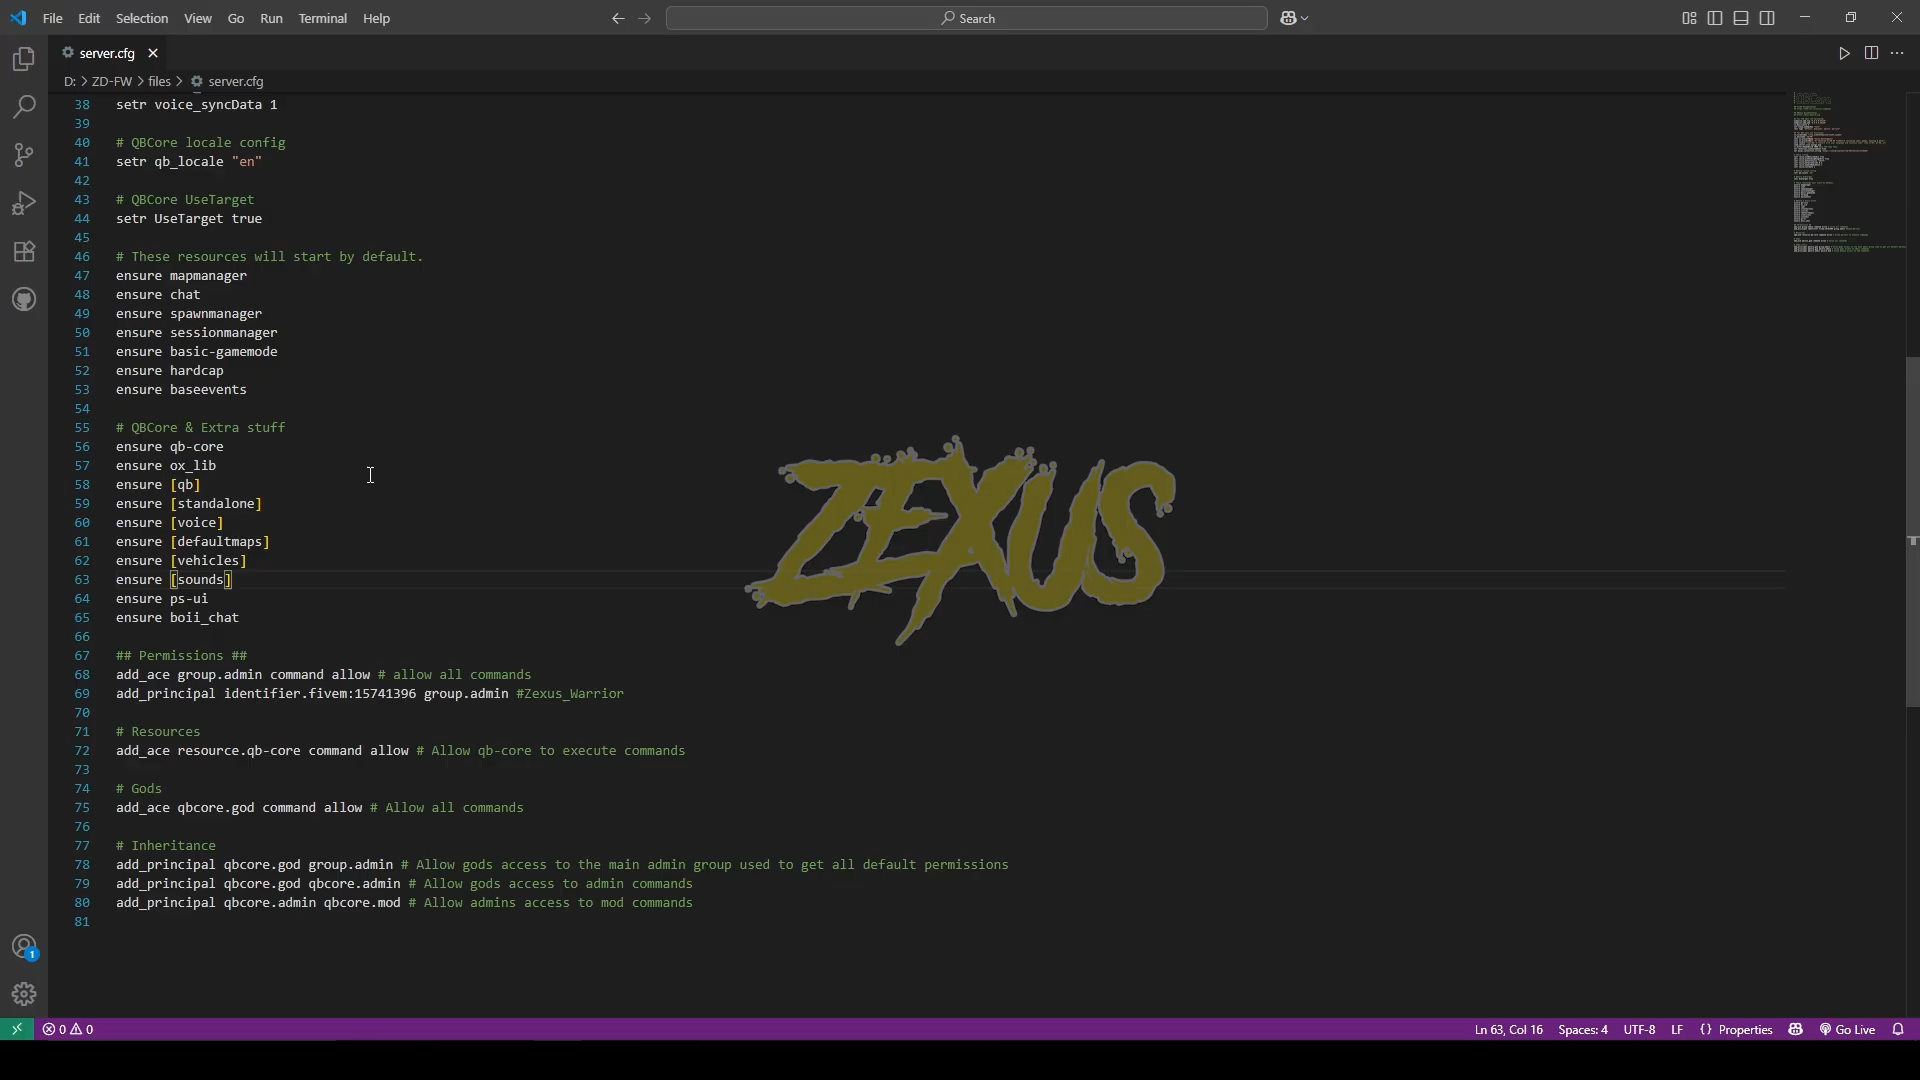 File Edit Selection View Go Run Terminal Help
Search
server.cfg
D: > ZD-FW > files > server.cfg
38 setr voice_syncData 1
39
40 # QBCore locale config
41 setr qb_locale "en"
42
43 # QBCore UseTarget
44 setr UseTarget true
45
46 # These resources will start by default.
47 ensure mapmanager
48 ensure chat
49 ensure spawnmanager
50 ensure sessionmanager
51 ensure basic-gamemode
52 ensure hardcap
53 ensure baseevents
54
55 # QBCore & Extra stuff
56 ensure qb-core
57 ensure ox_lib
58 ensure [qb]
59 ensure [standalone]
60 ensure [voice]
61 ensure [defaultmaps]
62 ensure [vehicles]
63 ensure [sounds]
64 ensure ps-ui
65 ensure boii_chat
66
67 ## Permissions ##
68 add_ace group.admin command allow # allow all commands
69 add_principal identifier.fivem:15741396 group.admin #Zexus_Warrior
70
71 # Resources
72 add_ace resource.qb-core command allow # Allow qb-core to execute commands
73
74 # Gods
75 add_ace qbcore.god command allow # Allow all commands
76
77 # Inheritance
78 add_principal qbcore.god group.admin # Allow gods access to the main admin group used to get all default permissions
79 add_principal qbcore.god qbcore.admin # Allow gods access to admin commands
80 add_principal qbcore.admin qbcore.mod # Allow admins access to mod commands
81
ZEXUS
1
0 0
Ln 63, Col 16 Spaces: 4 UTF-8 LF {} Properties Go Live